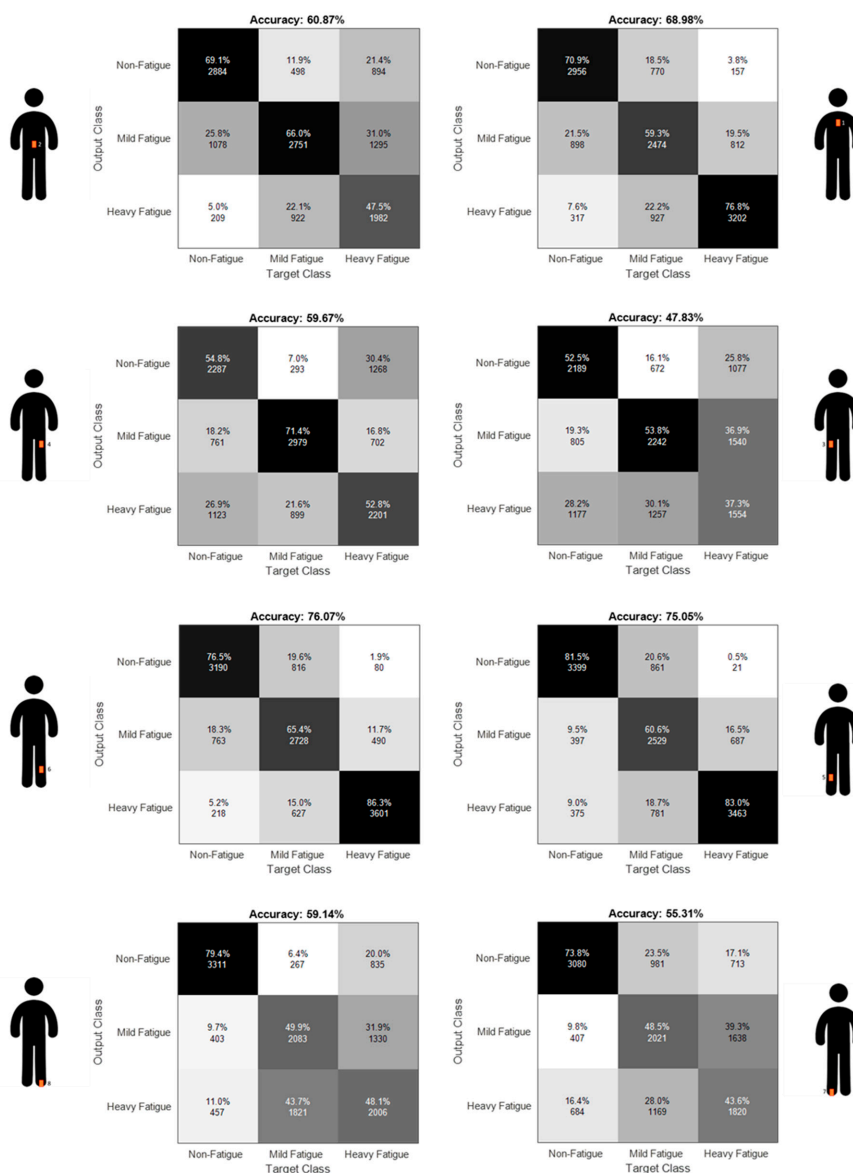 Accuracy: 60.87%
Output Class
Non-Fatigue
69.1% 11.9% 21.4%
2884 498 894
Mild Fatigue
25.8% 66.0% 31.0%
1078 2751 1295
Heavy Fatigue
5.0% 22.1% 47.5%
209 922 1982
Non-Fatigue Mild Fatigue Heavy Fatigue
Target Class
2
Accuracy: 68.98%
Output Class
Non-Fatigue
70.9% 18.5% 3.8%
2956 770 157
Mild Fatigue
21.5% 59.3% 19.5%
898 2474 812
Heavy Fatigue
7.6% 22.2% 76.8%
317 927 3202
Non-Fatigue Mild Fatigue Heavy Fatigue
Target Class
1
Accuracy: 59.67%
Output Class
Non-Fatigue
54.8% 7.0% 30.4%
2287 293 1268
Mild Fatigue
18.2% 71.4% 16.8%
761 2979 702
Heavy Fatigue
26.9% 21.6% 52.8%
1123 899 2201
Non-Fatigue Mild Fatigue Heavy Fatigue
Target Class
4
Accuracy: 47.83%
Output Class
Non-Fatigue
52.5% 16.1% 25.8%
2189 672 1077
Mild Fatigue
19.3% 53.8% 36.9%
805 2242 1540
Heavy Fatigue
28.2% 30.1% 37.3%
1177 1257 1554
Non-Fatigue Mild Fatigue Heavy Fatigue
Target Class
3
Accuracy: 76.07%
Output Class
Non-Fatigue
76.5% 19.6% 1.9%
3190 816 80
Mild Fatigue
18.3% 65.4% 11.7%
763 2728 490
Heavy Fatigue
5.2% 15.0% 86.3%
218 627 3601
Non-Fatigue Mild Fatigue Heavy Fatigue
Target Class
6
Accuracy: 75.05%
Output Class
Non-Fatigue
81.5% 20.6% 0.5%
3399 861 21
Mild Fatigue
9.5% 60.6% 16.5%
397 2529 687
Heavy Fatigue
9.0% 18.7% 83.0%
375 781 3463
Non-Fatigue Mild Fatigue Heavy Fatigue
Target Class
5
Accuracy: 59.14%
Output Class
Non-Fatigue
79.4% 6.4% 20.0%
3311 267 835
Mild Fatigue
9.7% 49.9% 31.9%
403 2083 1330
Heavy Fatigue
11.0% 43.7% 48.1%
457 1821 2006
Non-Fatigue Mild Fatigue Heavy Fatigue
Target Class
8
Accuracy: 55.31%
Output Class
Non-Fatigue
73.8% 23.5% 17.1%
3080 981 713
Mild Fatigue
9.8% 48.5% 39.3%
407 2021 1638
Heavy Fatigue
16.4% 28.0% 43.6%
684 1169 1820
Non-Fatigue Mild Fatigue Heavy Fatigue
Target Class
7